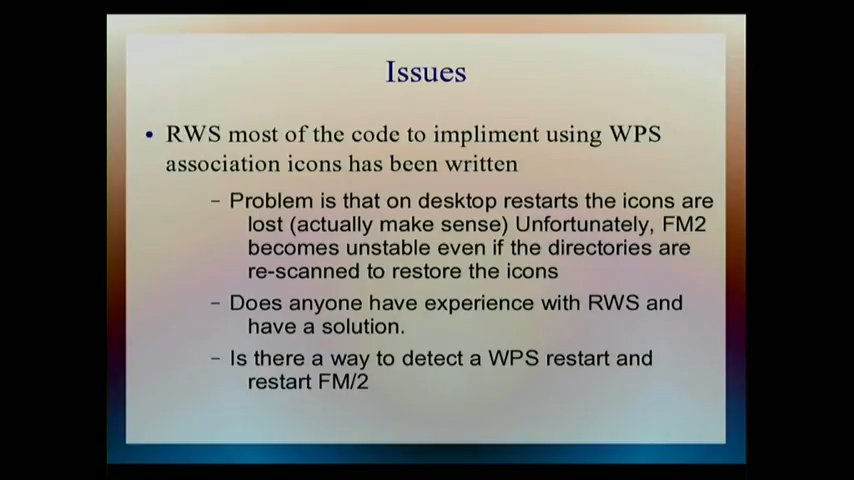 Issues
• RWS most of the code to impliment using WPS
association icons has been written
– Problem is that on desktop restarts the icons are
lost (actually make sense) Unfortunately, FM2
becomes unstable even if the directories are
re-scanned to restore the icons
– Does anyone have experience with RWS and
have a solution.
– Is there a way to detect a WPS restart and
restart FM/2